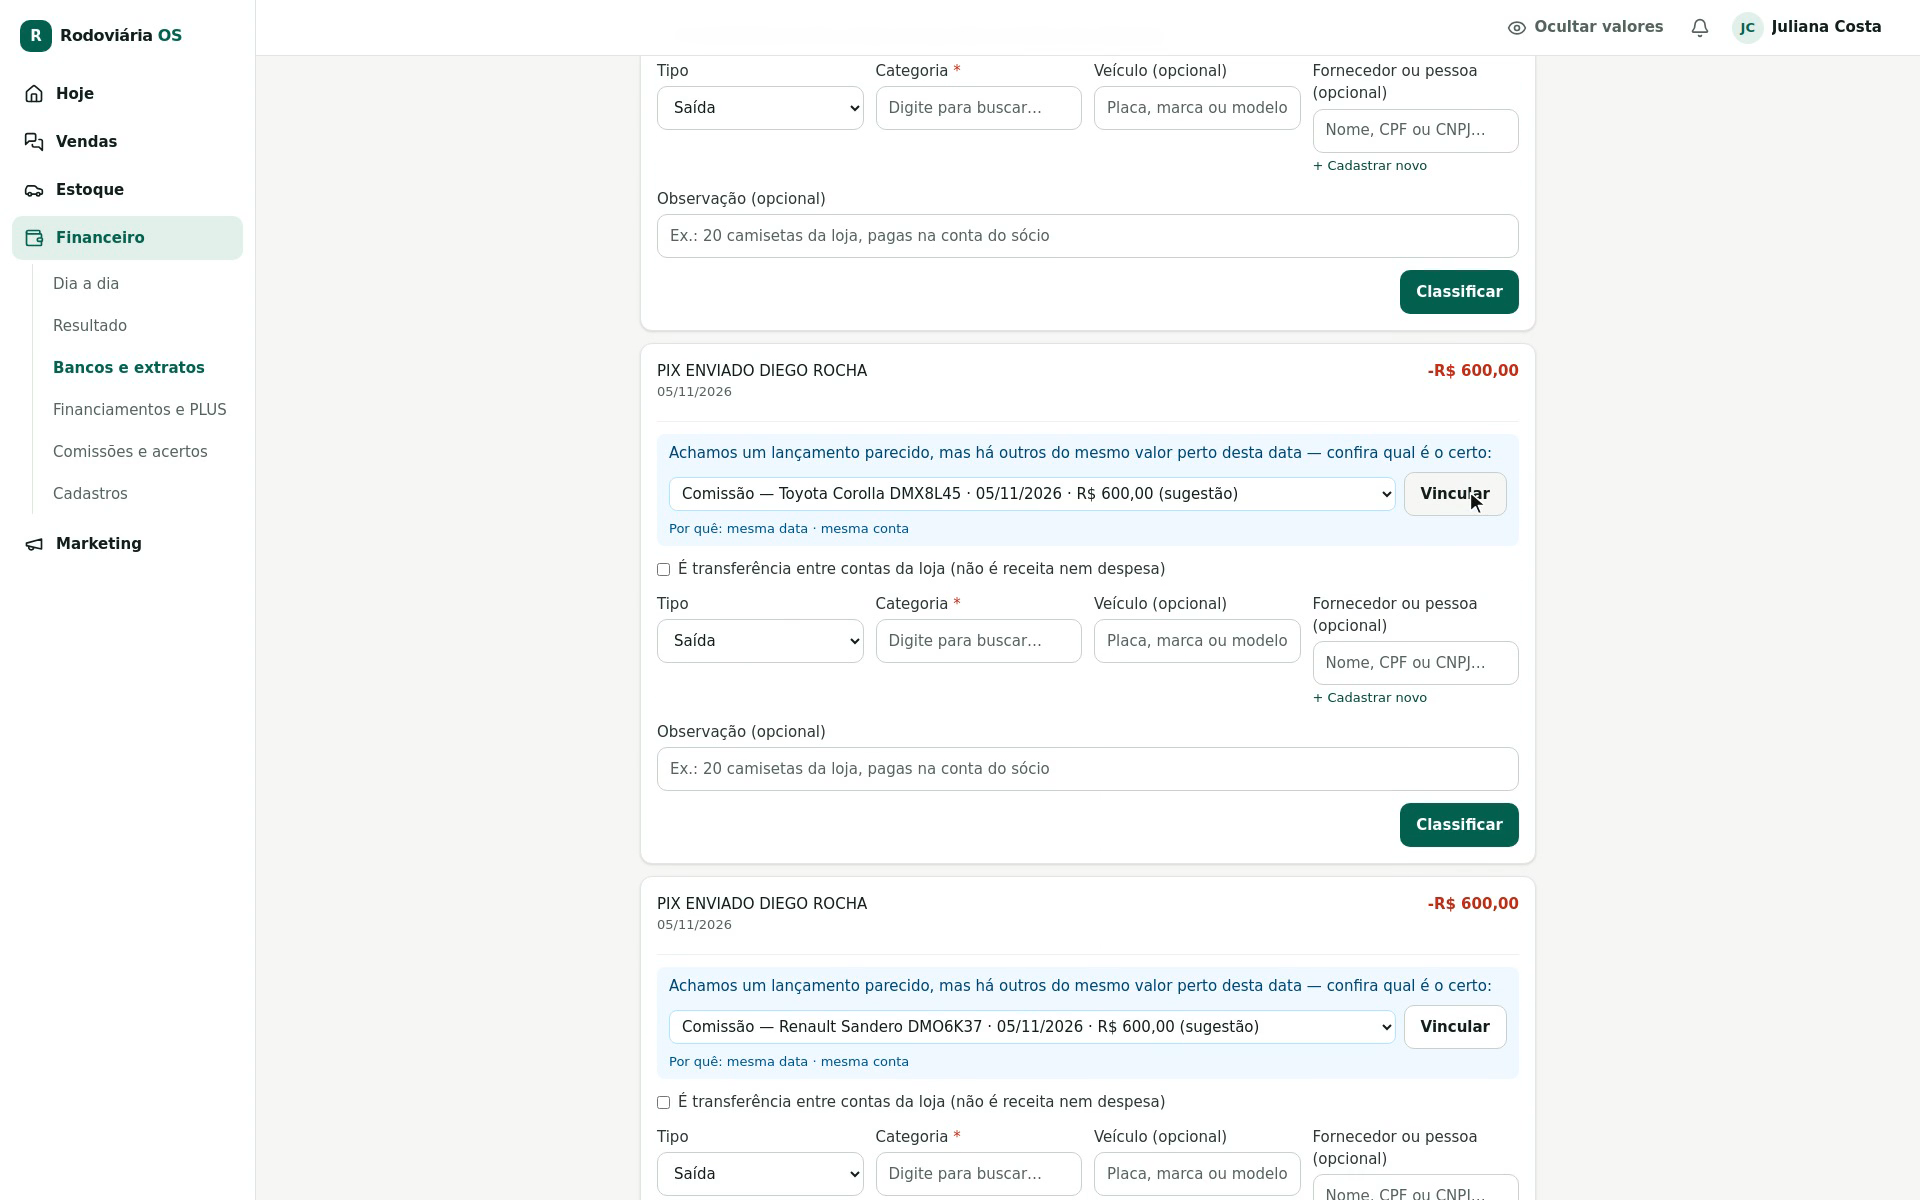 R Rodoviária OS
Ocultar valores
JC Juliana Costa
Hoje
Vendas
Estoque
Financeiro
Dia a dia
Resultado
Bancos e extratos
Financiamentos e PLUS
Comissões e acertos
Cadastros
Marketing
Tipo
Categoria *
Veículo (opcional)
Fornecedor ou pessoa
(opcional)
Saída
Digite para buscar...
Placa, marca ou modelo
Nome, CPF ou CNPJ...
+ Cadastrar novo
Observação (opcional)
Ex.: 20 camisetas da loja, pagas na conta do sócio
Classificar
PIX ENVIADO DIEGO ROCHA
-R$ 600,00
05/11/2026
Achamos um lançamento parecido, mas há outros do mesmo valor perto desta data — confira qual é o certo:
Comissão — Toyota Corolla DMX8L45 · 05/11/2026 · R$ 600,00 (sugestão)
Vincular
Por quê: mesma data · mesma conta
É transferência entre contas da loja (não é receita nem despesa)
Tipo
Categoria *
Veículo (opcional)
Fornecedor ou pessoa
(opcional)
Saída
Digite para buscar...
Placa, marca ou modelo
Nome, CPF ou CNPJ...
+ Cadastrar novo
Observação (opcional)
Ex.: 20 camisetas da loja, pagas na conta do sócio
Classificar
PIX ENVIADO DIEGO ROCHA
-R$ 600,00
05/11/2026
Achamos um lançamento parecido, mas há outros do mesmo valor perto desta data — confira qual é o certo:
Comissão — Renault Sandero DMO6K37 · 05/11/2026 · R$ 600,00 (sugestão)
Vincular
Por quê: mesma data · mesma conta
É transferência entre contas da loja (não é receita nem despesa)
Tipo
Categoria *
Veículo (opcional)
Fornecedor ou pessoa
(opcional)
Saída
Digite para buscar...
Placa, marca ou modelo
Nome, CPF ou CNPJ...